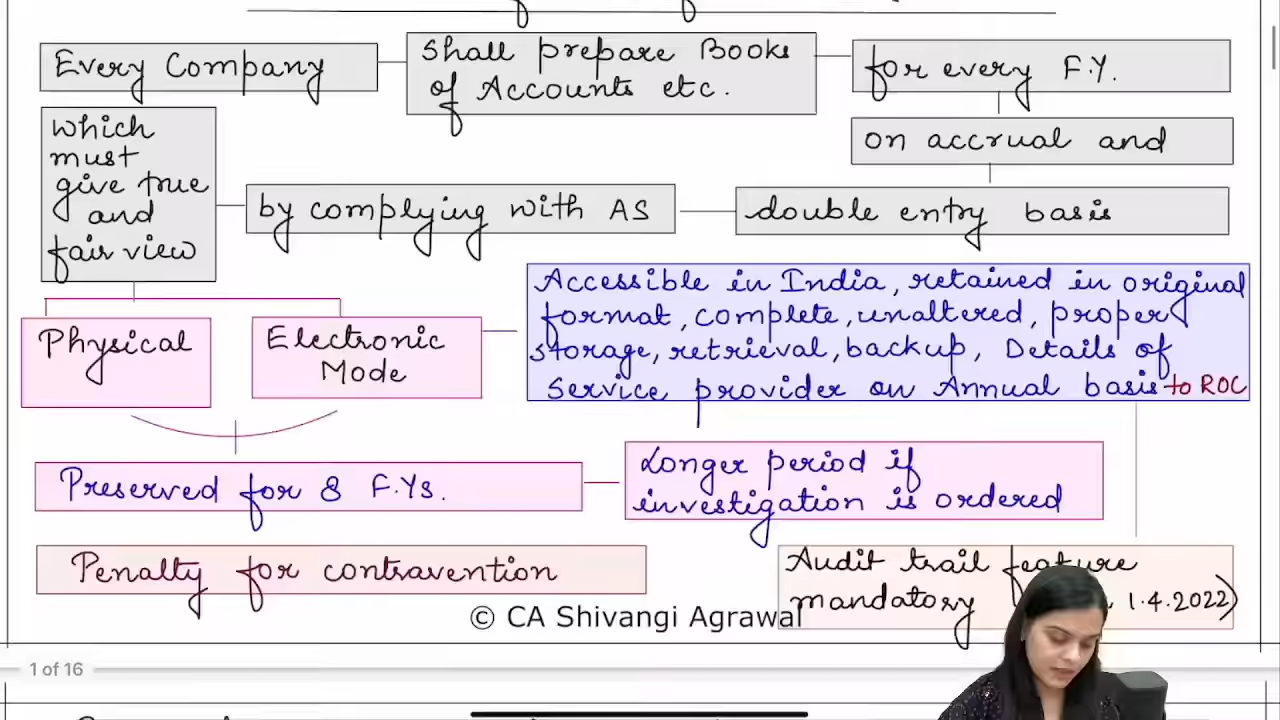 Every Company
Shall prepare Books
of Accounts etc.
for every F.Y.
on accrual and
double entry basis
by complying with AS
which
must
give true
and
fair view
Physical
Electronic
Mode
Accessible in India, retained in original
format, complete, unaltered, proper
storage, retrieval, backup, Details of
Service provider on Annual basis to ROC
Preserved for 8 F.Ys.
Longer period if
investigation is ordered
Penalty for contravention
Audit trail feature
mandatory 1.4.2022)
© CA Shivangi Agrawal
1 of 16